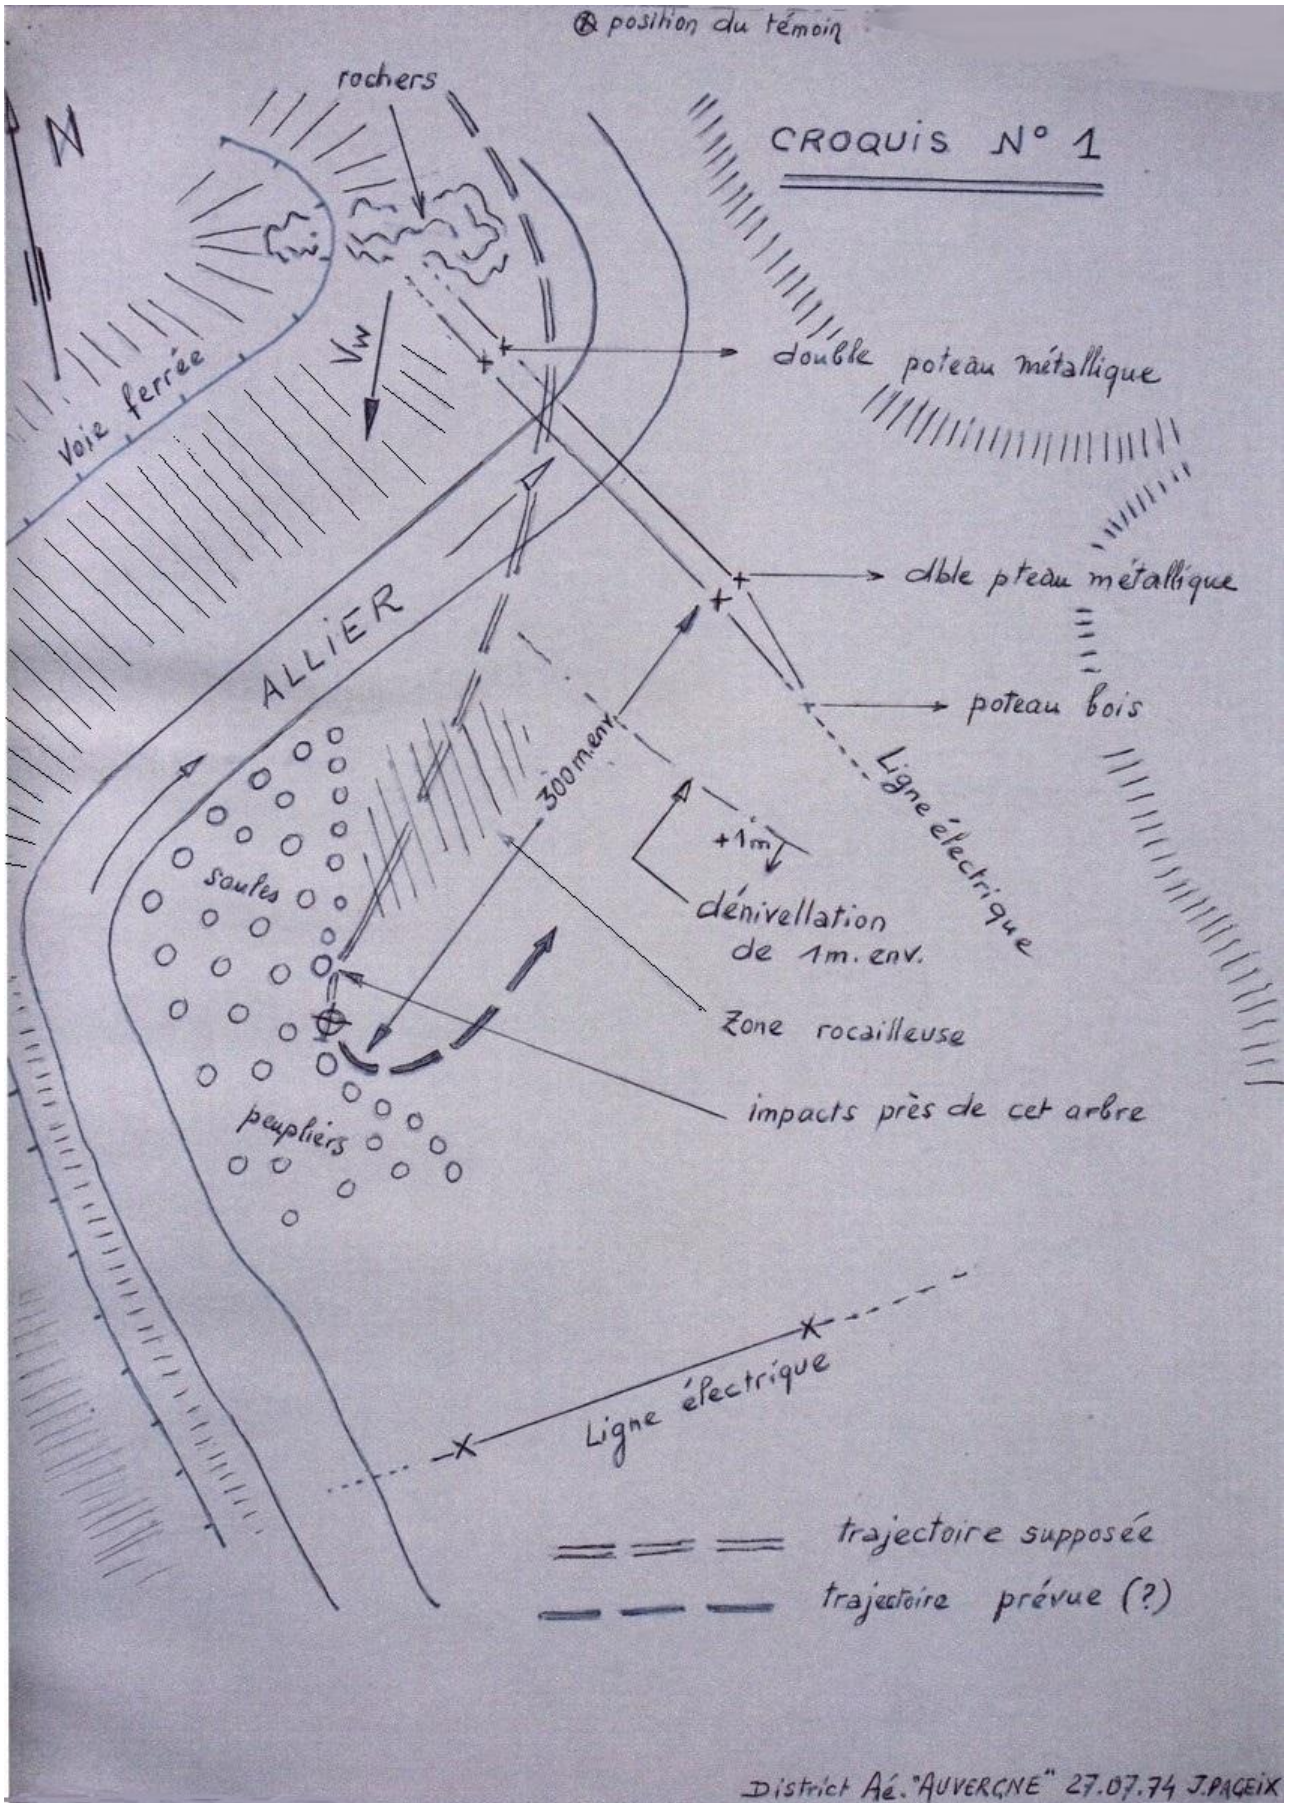 position du témoin
rochers
N
CROQUIS N° 1
Vw
Voie ferrée
double poteau métallique
dble pteau métallique
ALLIER
poteau bois
Ligne électrique
300m.env.
+1m
saules
dénivellation
de 1m. env.
Zone rocailleuse
impacts près de cet arbre
peupliers
Ligne électrique
trajectoire supposée
trajectoire prévue (?)
District Aé. "AUVERGNE" 27.07.74 J.PAGEIX